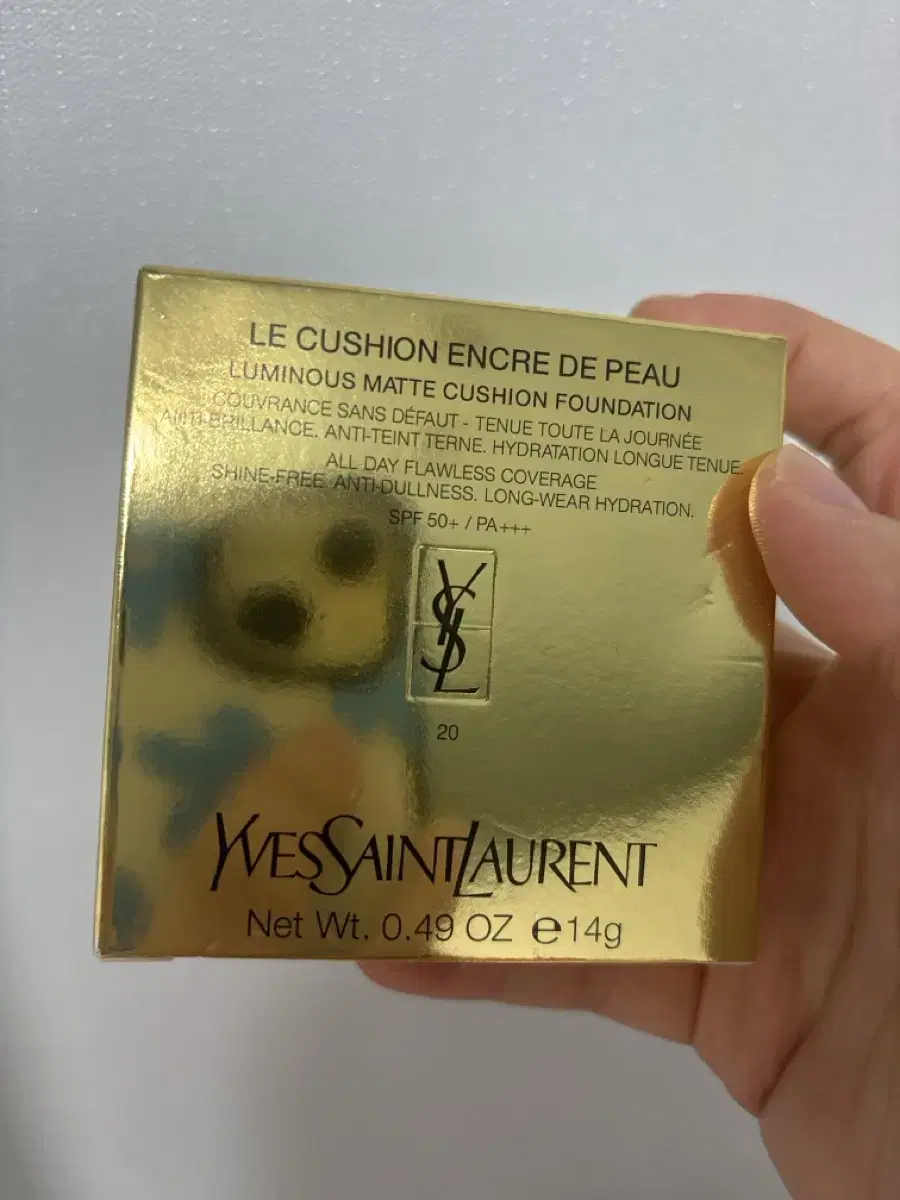 LE CUSHION ENCRE DE PEAU
LUMINOUS MATTE CUSHION FOUNDATION
COUVRANCE SANS DÉFAUT - TENUE TOUTE LA JOURNÉE
ANTI-BRILLANCE. ANTI-TEINT TERNE. HYDRATATION LONGUE TENUE.
ALL DAY FLAWLESS COVERAGE
SHINE-FREE. ANTI-DULLNESS. LONG-WEAR HYDRATION.
SPF 50+ / PA+++
YSL
20
YVESSAINTLAURENT
Net Wt. 0.49 OZ ℮14g